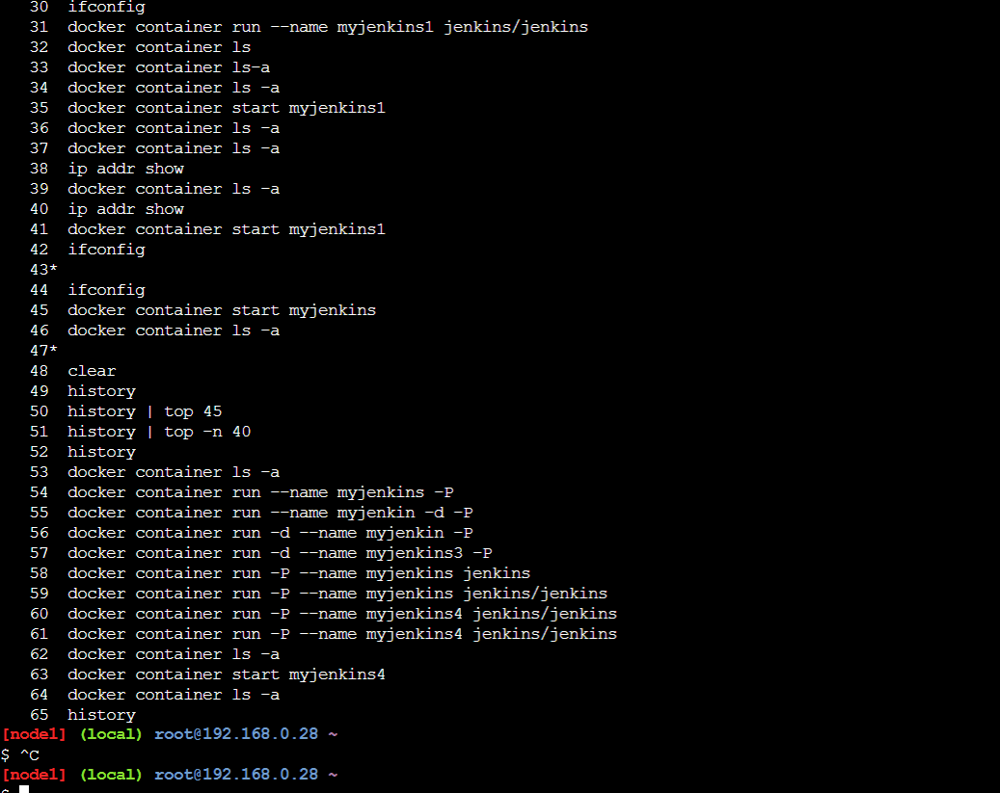 30 ifconfig
31 docker container run --name myjenkins1 jenkins/jenkins
32 docker container ls
33 docker container ls-a
34 docker container ls -a
35 docker container start myjenkins1
36 docker container ls -a
37 docker container ls -a
38 ip addr show
39 docker container ls -a
40 ip addr show
41 docker container start myjenkins1
42 ifconfig
43*
44 ifconfig
45 docker container start myjenkins
46 docker container ls -a
47*
48 clear
49 history
50 history | top 45
51 history | top -n 40
52 history
53 docker container ls -a
54 docker container run --name myjenkins -P
55 docker container run --name myjenkin -d -P
56 docker container run -d --name myjenkin -P
57 docker container run -d --name myjenkins3 -P
58 docker container run -P --name myjenkins jenkins
59 docker container run -P --name myjenkins jenkins/jenkins
60 docker container run -P --name myjenkins4 jenkins/jenkins
61 docker container run -P --name myjenkins4 jenkins/jenkins
62 docker container ls -a
63 docker container start myjenkins4
64 docker container ls -a
65 history
[node1] (local) root@192.168.0.28 ~
$ ^C
[node1] (local) root@192.168.0.28 ~
$